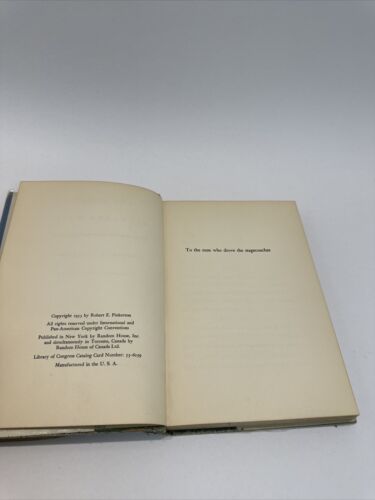 Copyright 1953 by Robert E. Pinkerton
All rights reserved under International and
Pan-American Copyright Conventions
Published in New York by Random House, Inc
and simultaneously in Toronto, Canada by
Random House of Canada Ltd.
Library of Congress Catalog Card Number: 53-6259
Manufactured in the U. S. A.
To the men who drove the stagecoaches